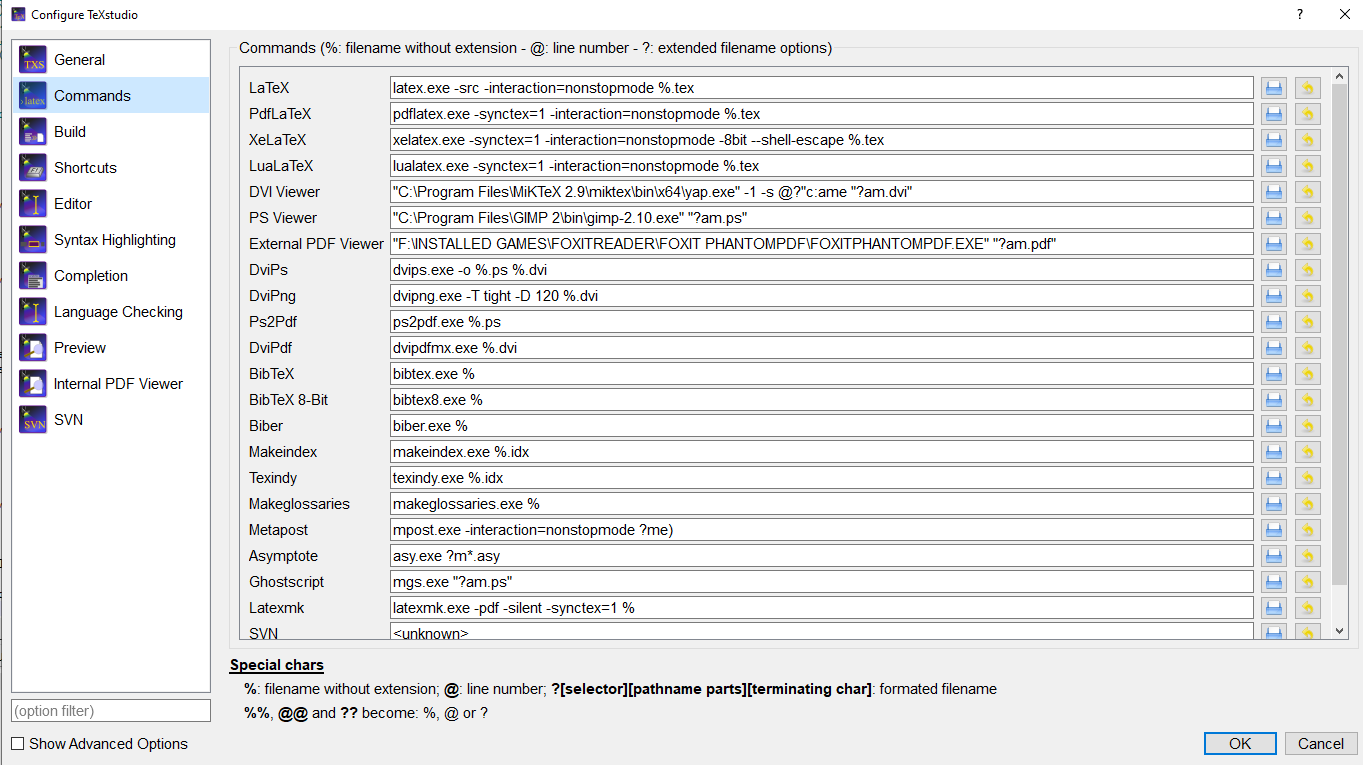 Configure TeXstudio
?
General
Commands
Build
Shortcuts
Editor
Syntax Highlighting
Completion
Language Checking
Preview
Internal PDF Viewer
SVN
(option filter)
Show Advanced Options
Commands (%: filename without extension - @: line number - ?: extended filename options)
LaTeX latex.exe -src -interaction=nonstopmode %.tex
PdfLaTeX pdflatex.exe -synctex=1 -interaction=nonstopmode %.tex
XeLaTeX xelatex.exe -synctex=1 -interaction=nonstopmode -8bit --shell-escape %.tex
LuaLaTeX lualatex.exe -synctex=1 -interaction=nonstopmode %.tex
DVI Viewer "C:\Program Files\MiKTeX 2.9\miktex\bin\x64\yap.exe" -1 -s @?"c:ame "?am.dvi"
PS Viewer "C:\Program Files\GIMP 2\bin\gimp-2.10.exe" "?am.ps"
External PDF Viewer "F:\INSTALLED GAMES\FOXITREADER\FOXIT PHANTOMPDF\FOXITPHANTOMPDF.EXE" "?am.pdf"
DviPs dvips.exe -o %.ps %.dvi
DviPng dvipng.exe -T tight -D 120 %.dvi
Ps2Pdf ps2pdf.exe %.ps
DviPdf dvipdfmx.exe %.dvi
BibTeX bibtex.exe %
BibTeX 8-Bit bibtex8.exe %
Biber biber.exe %
Makeindex makeindex.exe %.idx
Texindy texindy.exe %.idx
Makeglossaries makeglossaries.exe %
Metapost mpost.exe -interaction=nonstopmode ?me)
Asymptote asy.exe ?m*.asy
Ghostscript mgs.exe "?am.ps"
Latexmk latexmk.exe -pdf -silent -synctex=1 %
SVN <unknown>
Special chars
%: filename without extension; @: line number; ?[selector][pathname parts][terminating char]: formated filename
%%, @@ and ?? become: %, @ or ?
OK Cancel